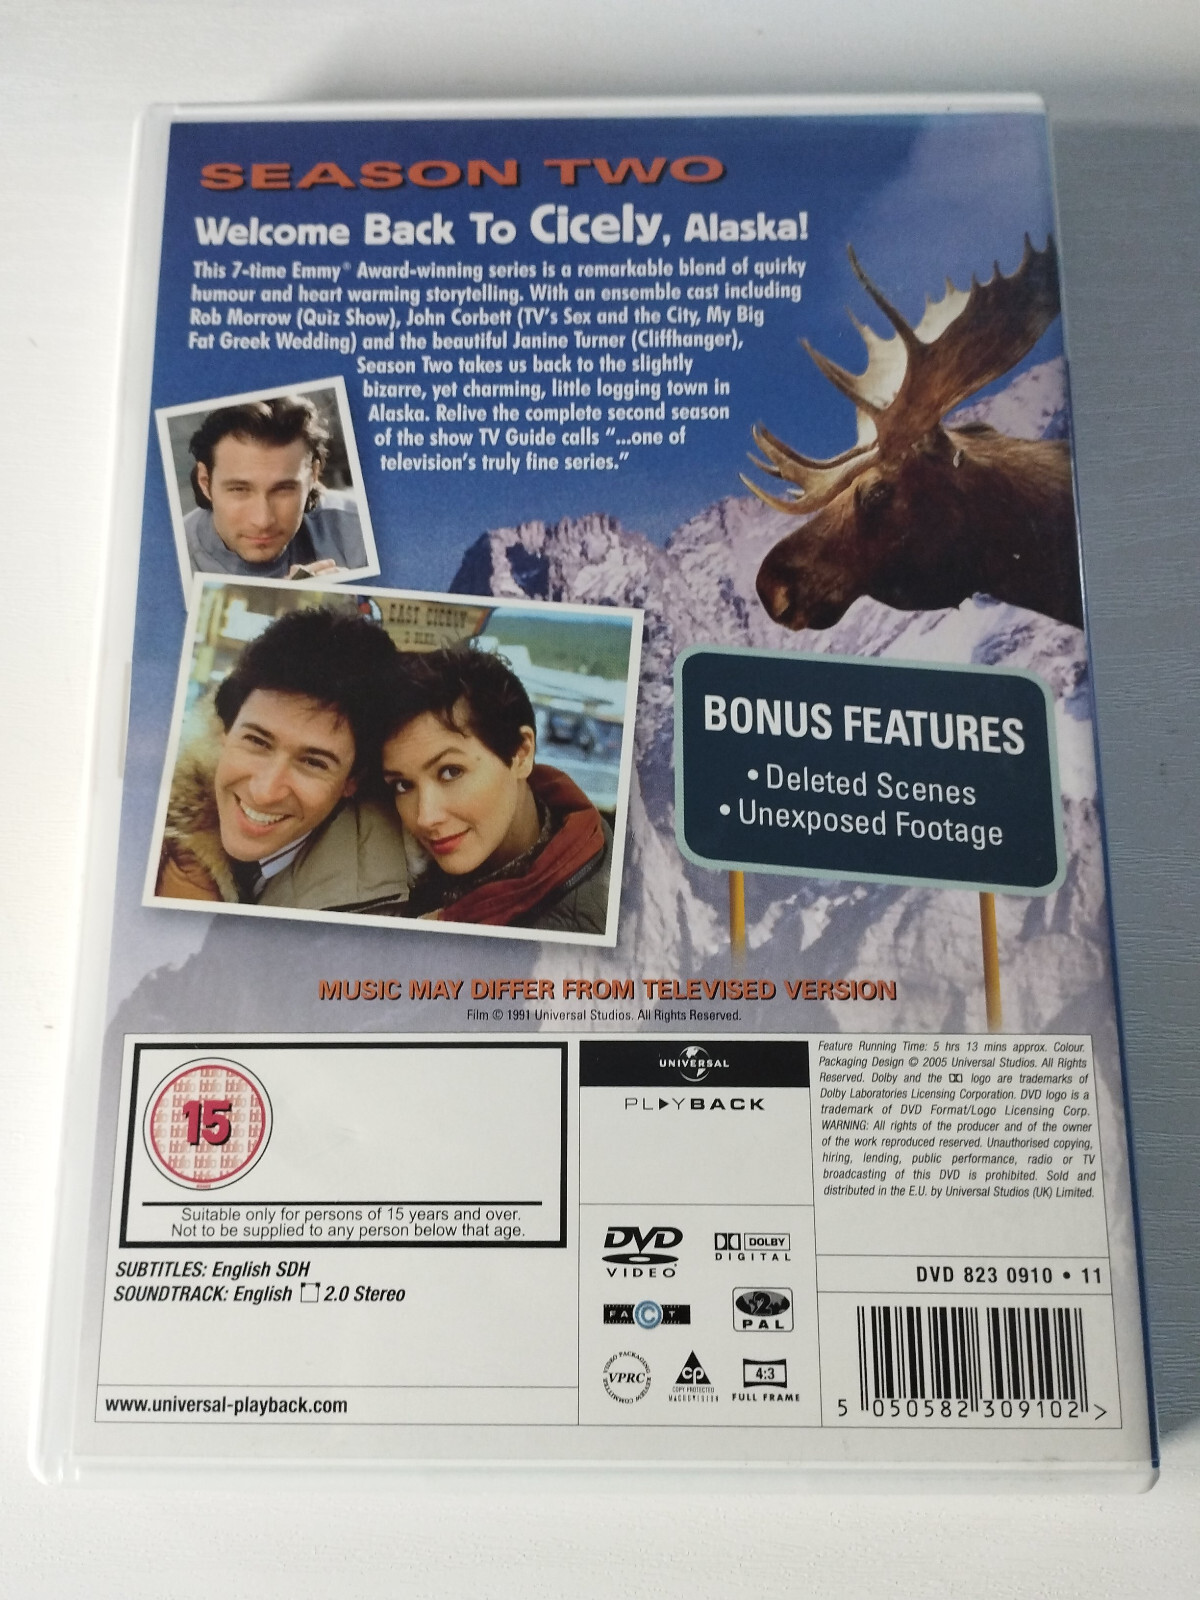 SEASON TWO
Welcome Back To Cicely, Alaska!
This 7-time Emmy® Award-winning series is a remarkable blend of quirky
humour and heart warming storytelling. With an ensemble cast including
Rob Morrow (Quiz Show), John Corbett (TV's Sex and the City, My Big
Fat Greek Wedding) and the beautiful Janine Turner (Cliffhanger),
Season Two takes us back to the slightly
bizarre, yet charming, little logging town in
Alaska. Relive the complete second season
of the show TV Guide calls "...one of
television's truly fine series."
EAST CICELY
BONUS FEATURES
• Deleted Scenes
• Unexposed Footage
MUSIC MAY DIFFER FROM TELEVISED VERSION
Film © 1991 Universal Studios. All Rights Reserved.
15
Suitable only for persons of 15 years and over.
Not to be supplied to any person below that age.
SUBTITLES: English SDH
SOUNDTRACK: English 2.0 Stereo
www.universal-playback.com
UNIVERSAL
PLAYBACK
DVD
VIDEO
DOLBY
DIGITAL
FACT
2
PAL
VIDEO PACKAGING REVIEW COMMITTEE
VPRC
CP
COPY PROTECTED
MACROVISION
4:3
FULL FRAME
Feature Running Time: 5 hrs 13 mins approx. Colour.
Packaging Design © 2005 Universal Studios. All Rights
Reserved. Dolby and the logo are trademarks of
Dolby Laboratories Licensing Corporation. DVD logo is a
trademark of DVD Format/Logo Licensing Corp.
WARNING: All rights of the producer and of the owner
of the work reproduced reserved. Unauthorised copying,
hiring, lending, public performance, radio or TV
broadcasting of this DVD is prohibited. Sold and
distributed in the E.U. by Universal Studios (UK) Limited.
DVD 823 0910 • 11
5 050582 309102 >